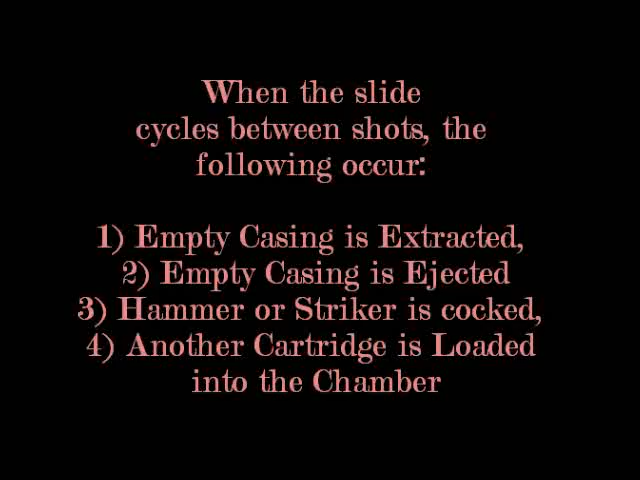 When the slide
cycles between shots, the
following occur:
1) Empty Casing is Extracted,
2) Empty Casing is Ejected
3) Hammer or Striker is cocked,
4) Another Cartridge is Loaded
into the Chamber